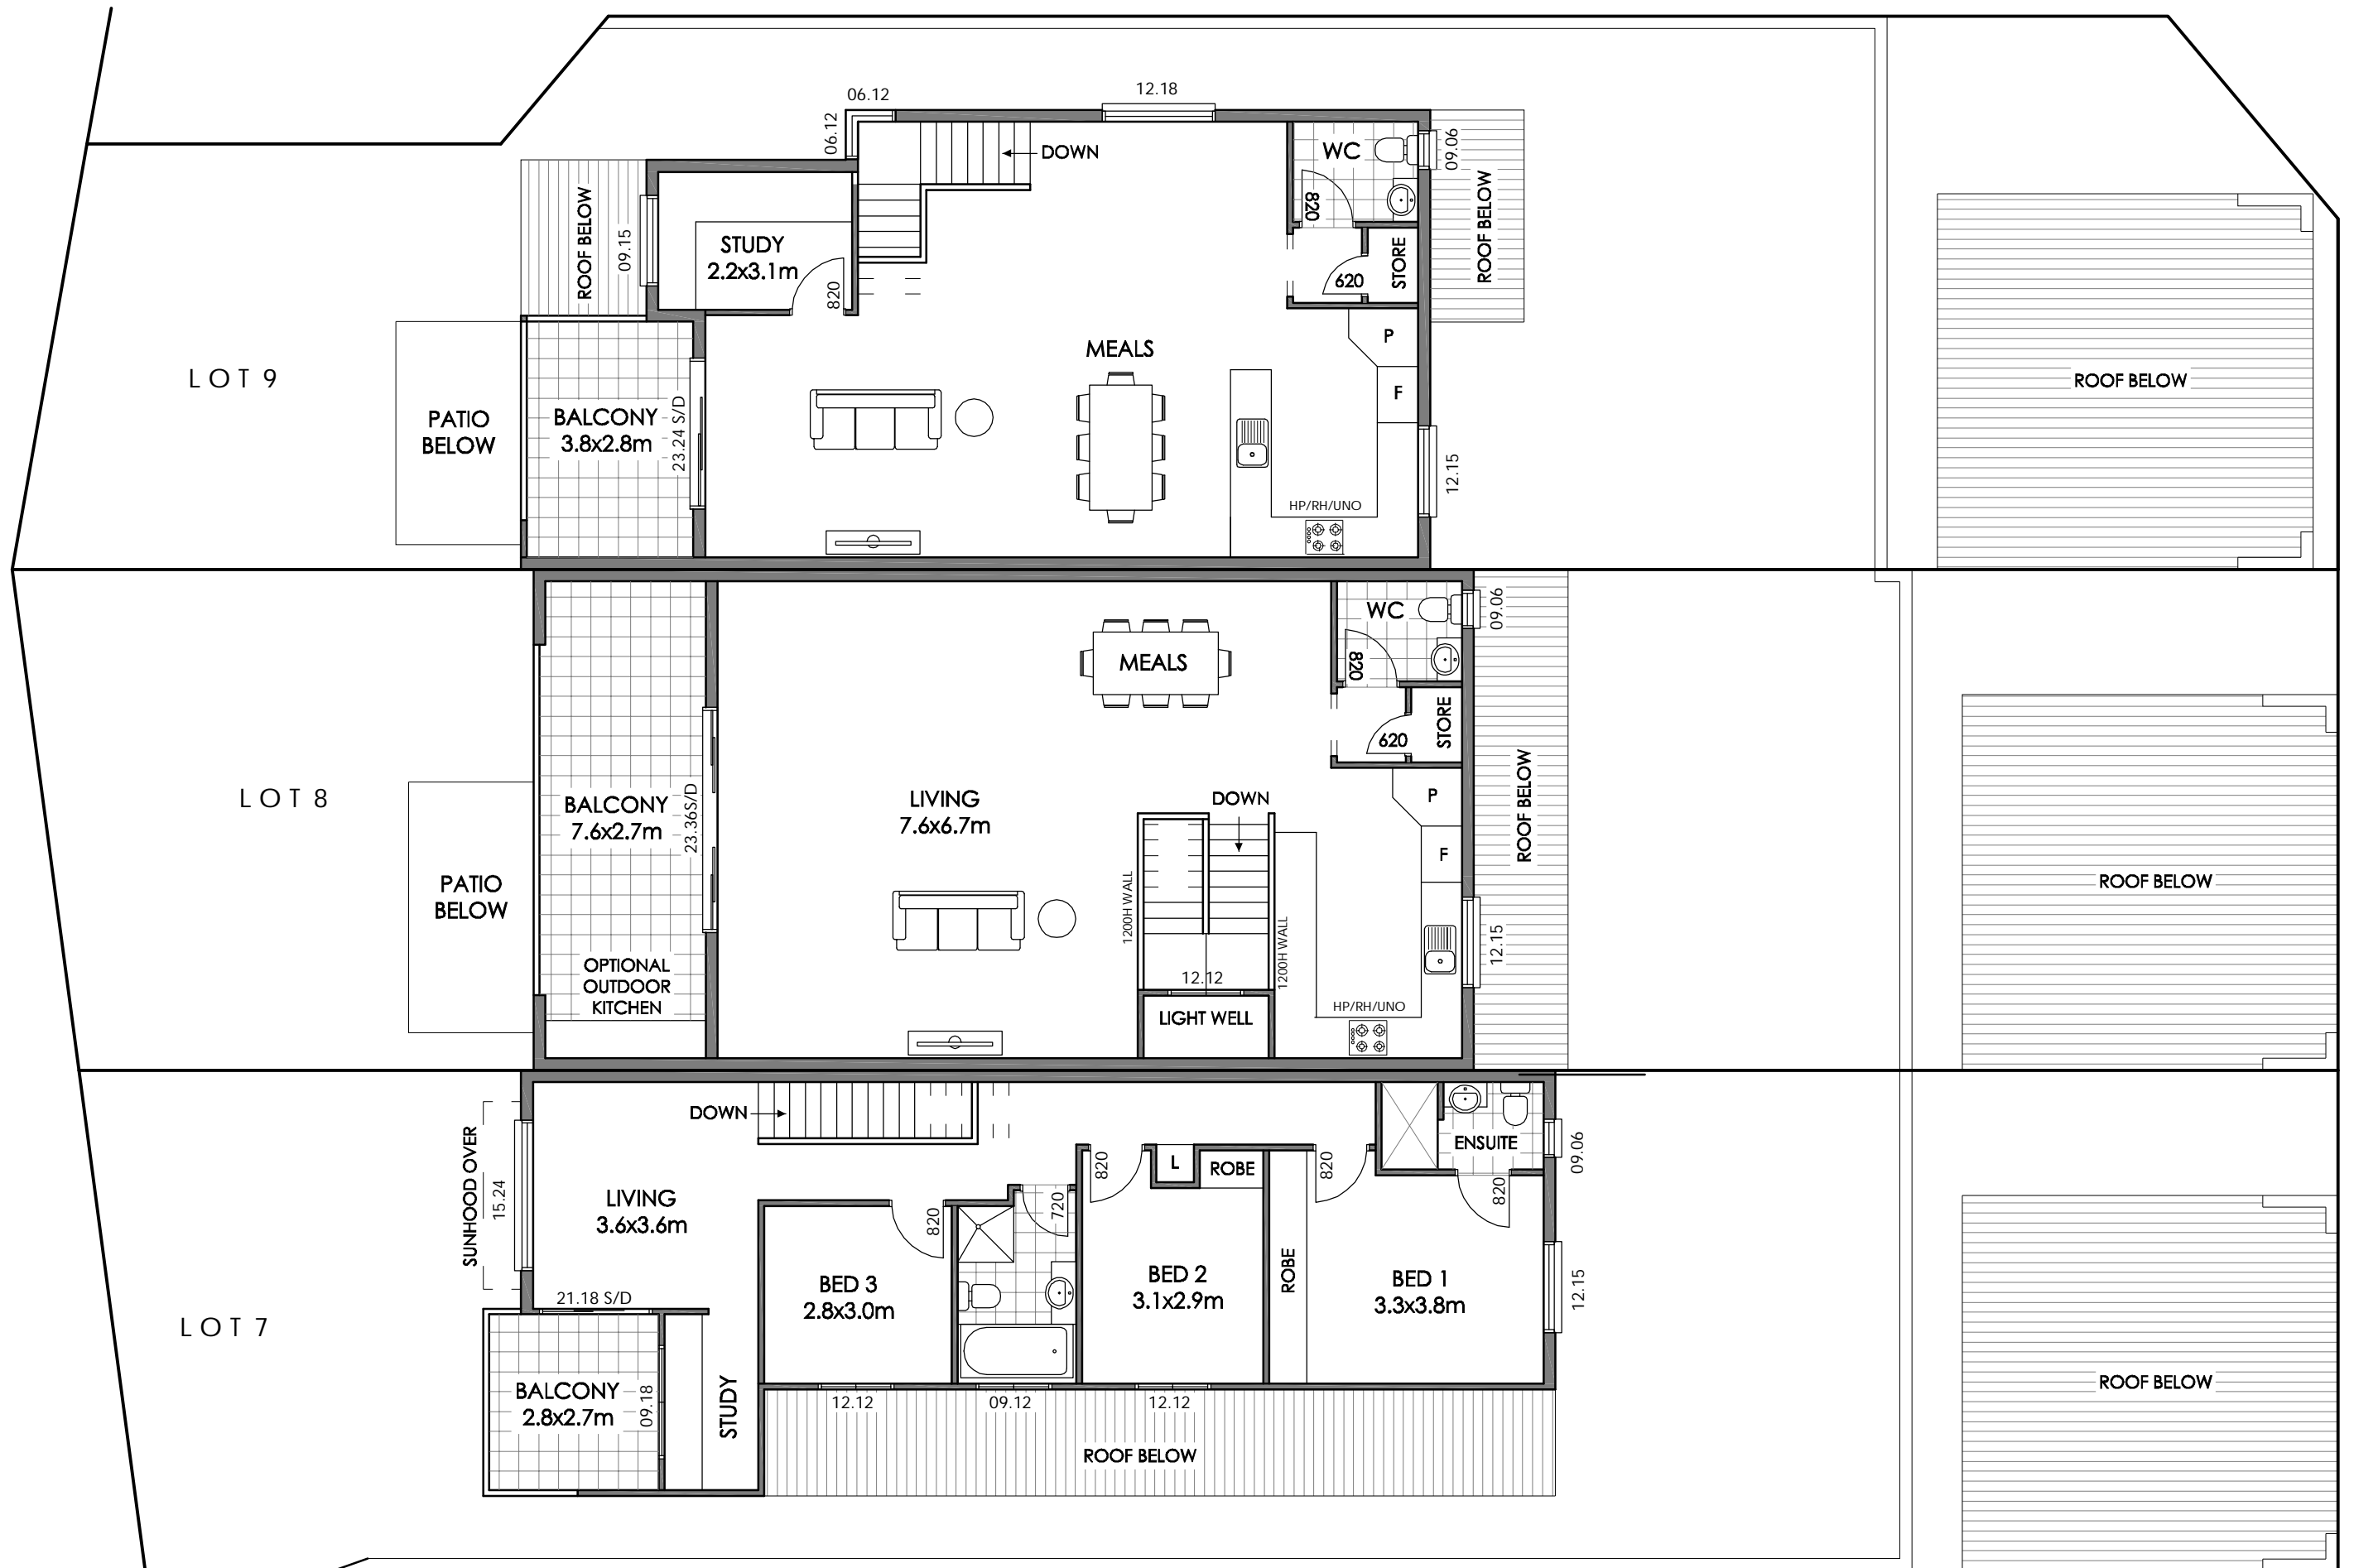 06.12
12.18
06.12
DOWN
WC
09.06
820
ROOF BELOW
09.15
STUDY
2.2x3.1m
820
620
STORE
ROOF BELOW
P
MEALS
F
LOT 9
PATIO
BELOW
BALCONY
3.8x2.8m
23.24 S/D
HP/RH/UNO
12.15
ROOF BELOW
WC
09.06
820
MEALS
620
STORE
ROOF BELOW
LOT 8
PATIO
BELOW
BALCONY
7.6x2.7m
23.36S/D
LIVING
7.6x6.7m
DOWN
P
F
1200H WALL
1200H WALL
12.12
LIGHT WELL
OPTIONAL
OUTDOOR
KITCHEN
HP/RH/UNO
12.15
ROOF BELOW
DOWN
SUNHOOD OVER
15.24
LIVING
3.6x3.6m
820
720
820
L
ROBE
820
ENSUITE
820
09.06
LOT 7
21.18 S/D
BED 3
2.8x3.0m
BED 2
3.1x2.9m
ROBE
BED 1
3.3x3.8m
12.15
BALCONY
2.8x2.7m
09.18
STUDY
12.12
09.12
12.12
ROOF BELOW
ROOF BELOW